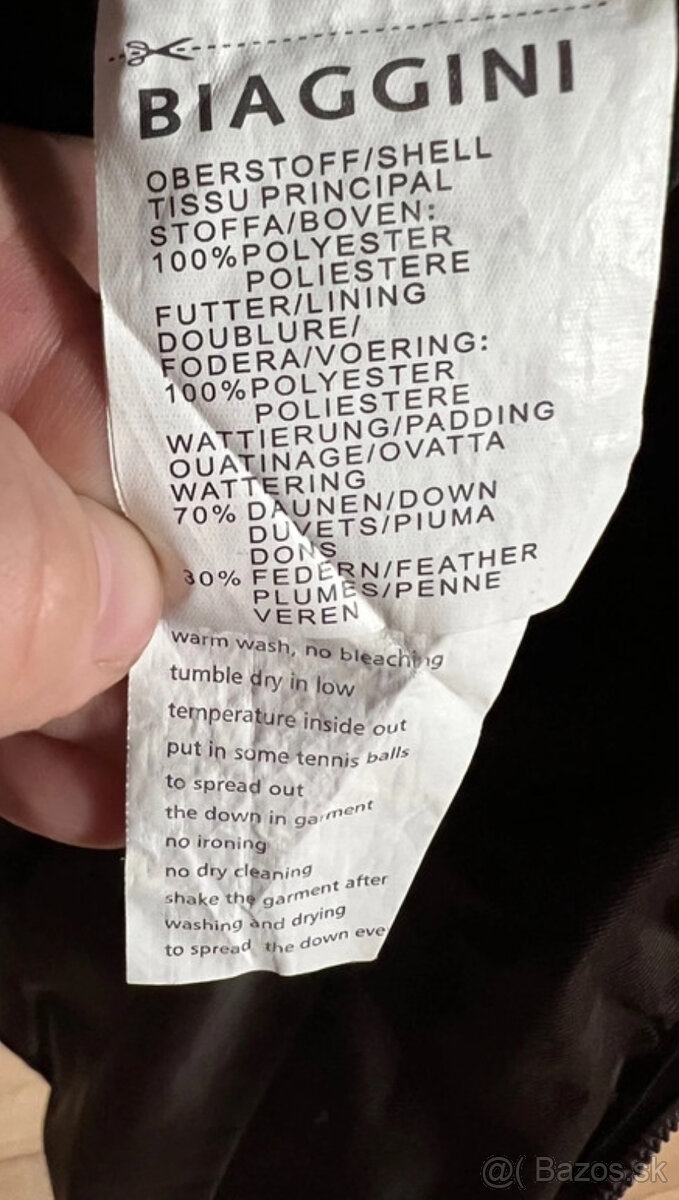 BIAGGINI
OBERSTOFF/SHELL
TISSU PRINCIPAL
STOFFA/BOVEN:
100%POLYESTER
POLIESTERE
FUTTER/LINING
DOUBLURE/
FODERA/VOERING:
100%POLYESTER
POLIESTERE
WATTIERUNG/PADDING
OUATINAGE/OVATTA
WATTERING
70% DAUNEN/DOWN
DUVETS/PIUMA
DONS
30% FEDERN/FEATHER
PLUMES/PENNE
VEREN
warm wash, no bleaching
tumble dry in low
temperature inside out
put in some tennis balls
to spread out
the down in garment
no ironing
no dry cleaning
shake the garment after
washing and drying
to spread the down eve
@( Bazos.sk